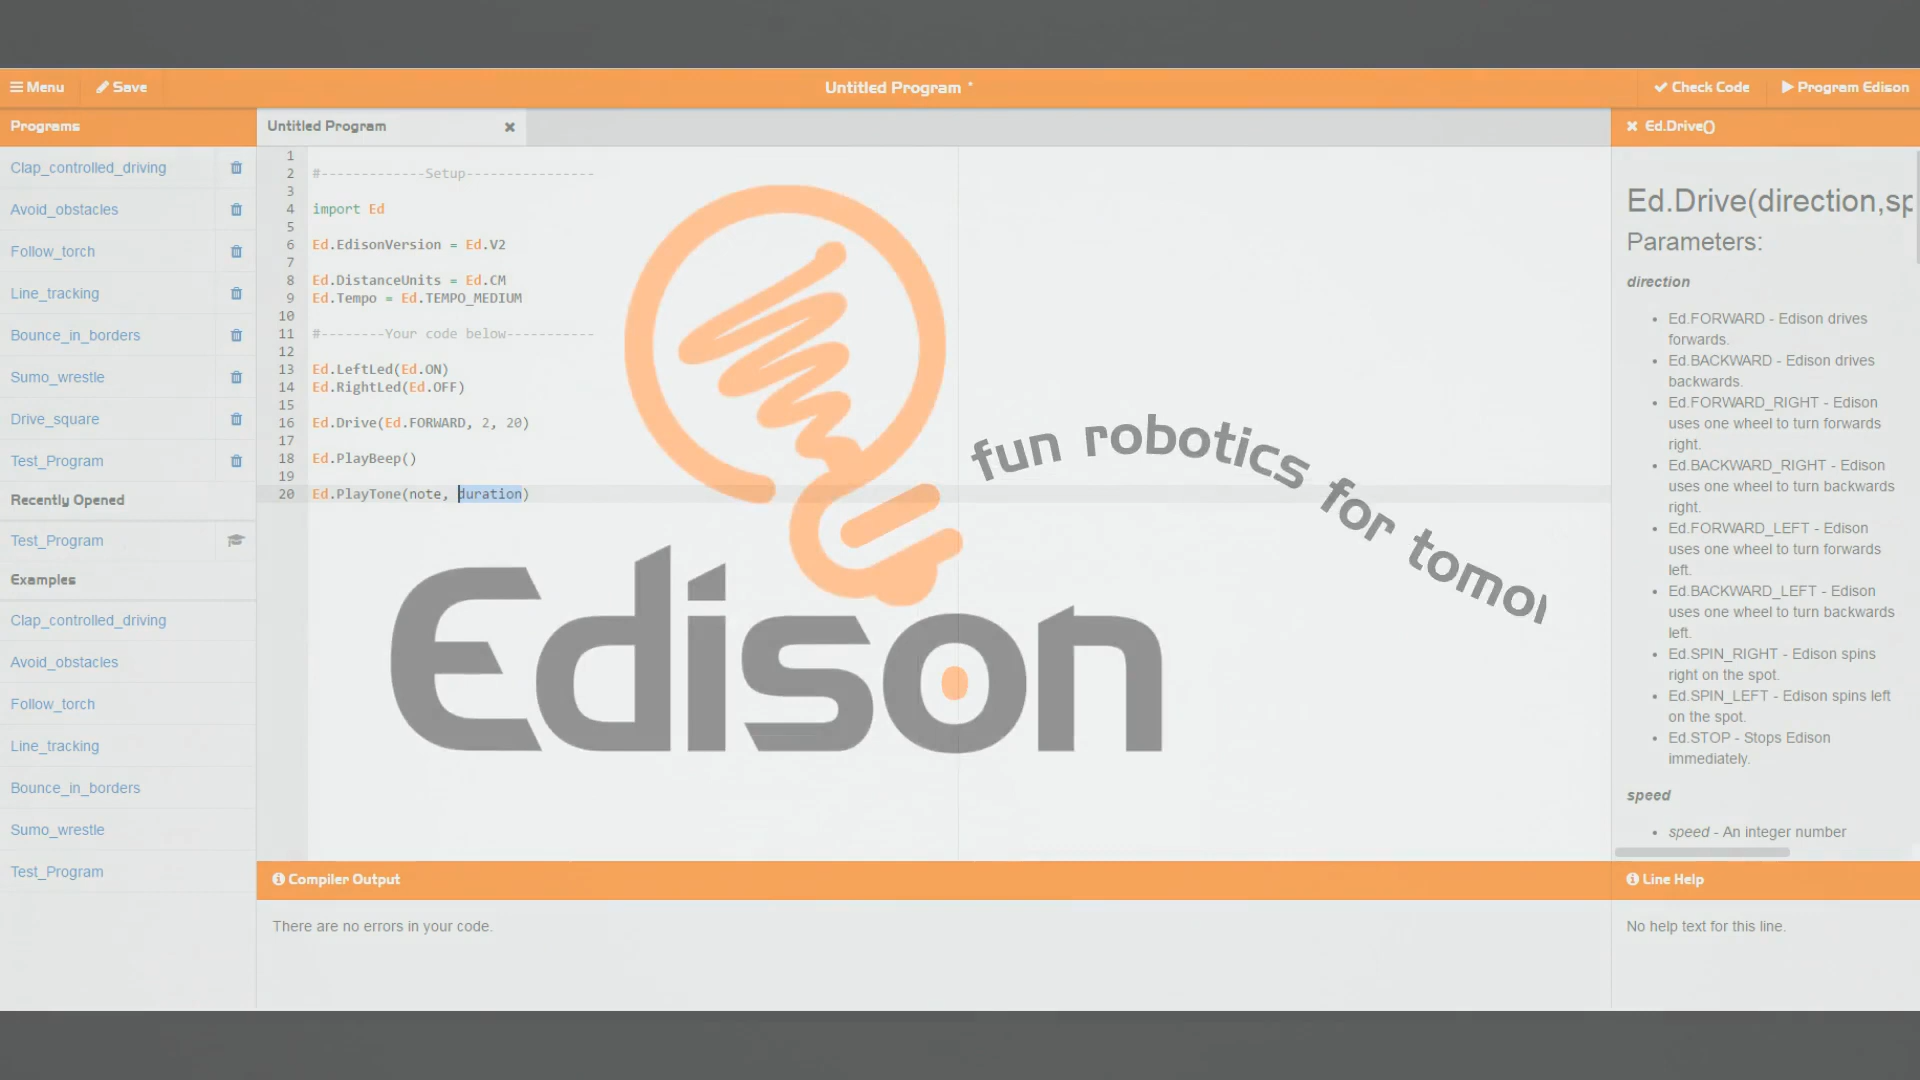 Menu
Save
Untitled Program *
Check Code
Program Edison
Programs
Clap_controlled_driving
Avoid_obstacles
Follow_torch
Line_tracking
Bounce_in_borders
Sumo_wrestle
Drive_square
Test_Program
Recently Opened
Test_Program
Examples
Clap_controlled_driving
Avoid_obstacles
Follow_torch
Line_tracking
Bounce_in_borders
Sumo_wrestle
Test_Program
Untitled Program
1
2 #-------------Setup----------------
3
4 import Ed
5
6 Ed.EdisonVersion = Ed.V2
7
8 Ed.DistanceUnits = Ed.CM
9 Ed.Tempo = Ed.TEMPO_MEDIUM
10
11 #--------Your code below-----------
12
13 Ed.LeftLed(Ed.ON)
14 Ed.RightLed(Ed.OFF)
15
16 Ed.Drive(Ed.FORWARD, 2, 20)
17
18 Ed.PlayBeep()
19
20 Ed.PlayTone(note, duration)
fun robotics for tomor
Edison
Compiler Output
There are no errors in your code.
Ed.Drive()
Ed.Drive(direction,sp
Parameters:
direction
• Ed.FORWARD - Edison drives
forwards.
• Ed.BACKWARD - Edison drives
backwards.
• Ed.FORWARD_RIGHT - Edison
uses one wheel to turn forwards
right.
• Ed.BACKWARD_RIGHT - Edison
uses one wheel to turn backwards
right.
• Ed.FORWARD_LEFT - Edison
uses one wheel to turn forwards
left.
• Ed.BACKWARD_LEFT - Edison
uses one wheel to turn backwards
left.
• Ed.SPIN_RIGHT - Edison spins
right on the spot.
• Ed.SPIN_LEFT - Edison spins left
on the spot.
• Ed.STOP - Stops Edison
immediately.
speed
• speed - An integer number
Line Help
No help text for this line.